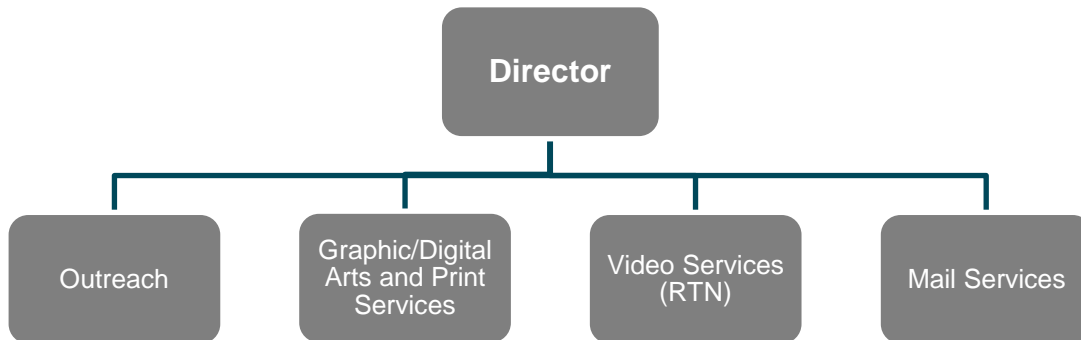 Director
Outreach
Graphic/Digital
Arts and Print
Services
Video Services
(RTN)
Mail Services